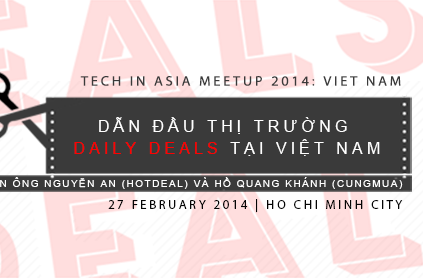 TECH IN ASIA MEETUP 2014: VIET NAM
DẪN ĐẦU THỊ TRƯỜNG
DAILY DEALS TẠI VIỆT NAM
ÔNG NGUYỄN AN (HOTDEAL) VÀ HỒ QUANG KHÁNH (CUNGMUA)
27 FEBRUARY 2014 | HO CHI MINH CITY